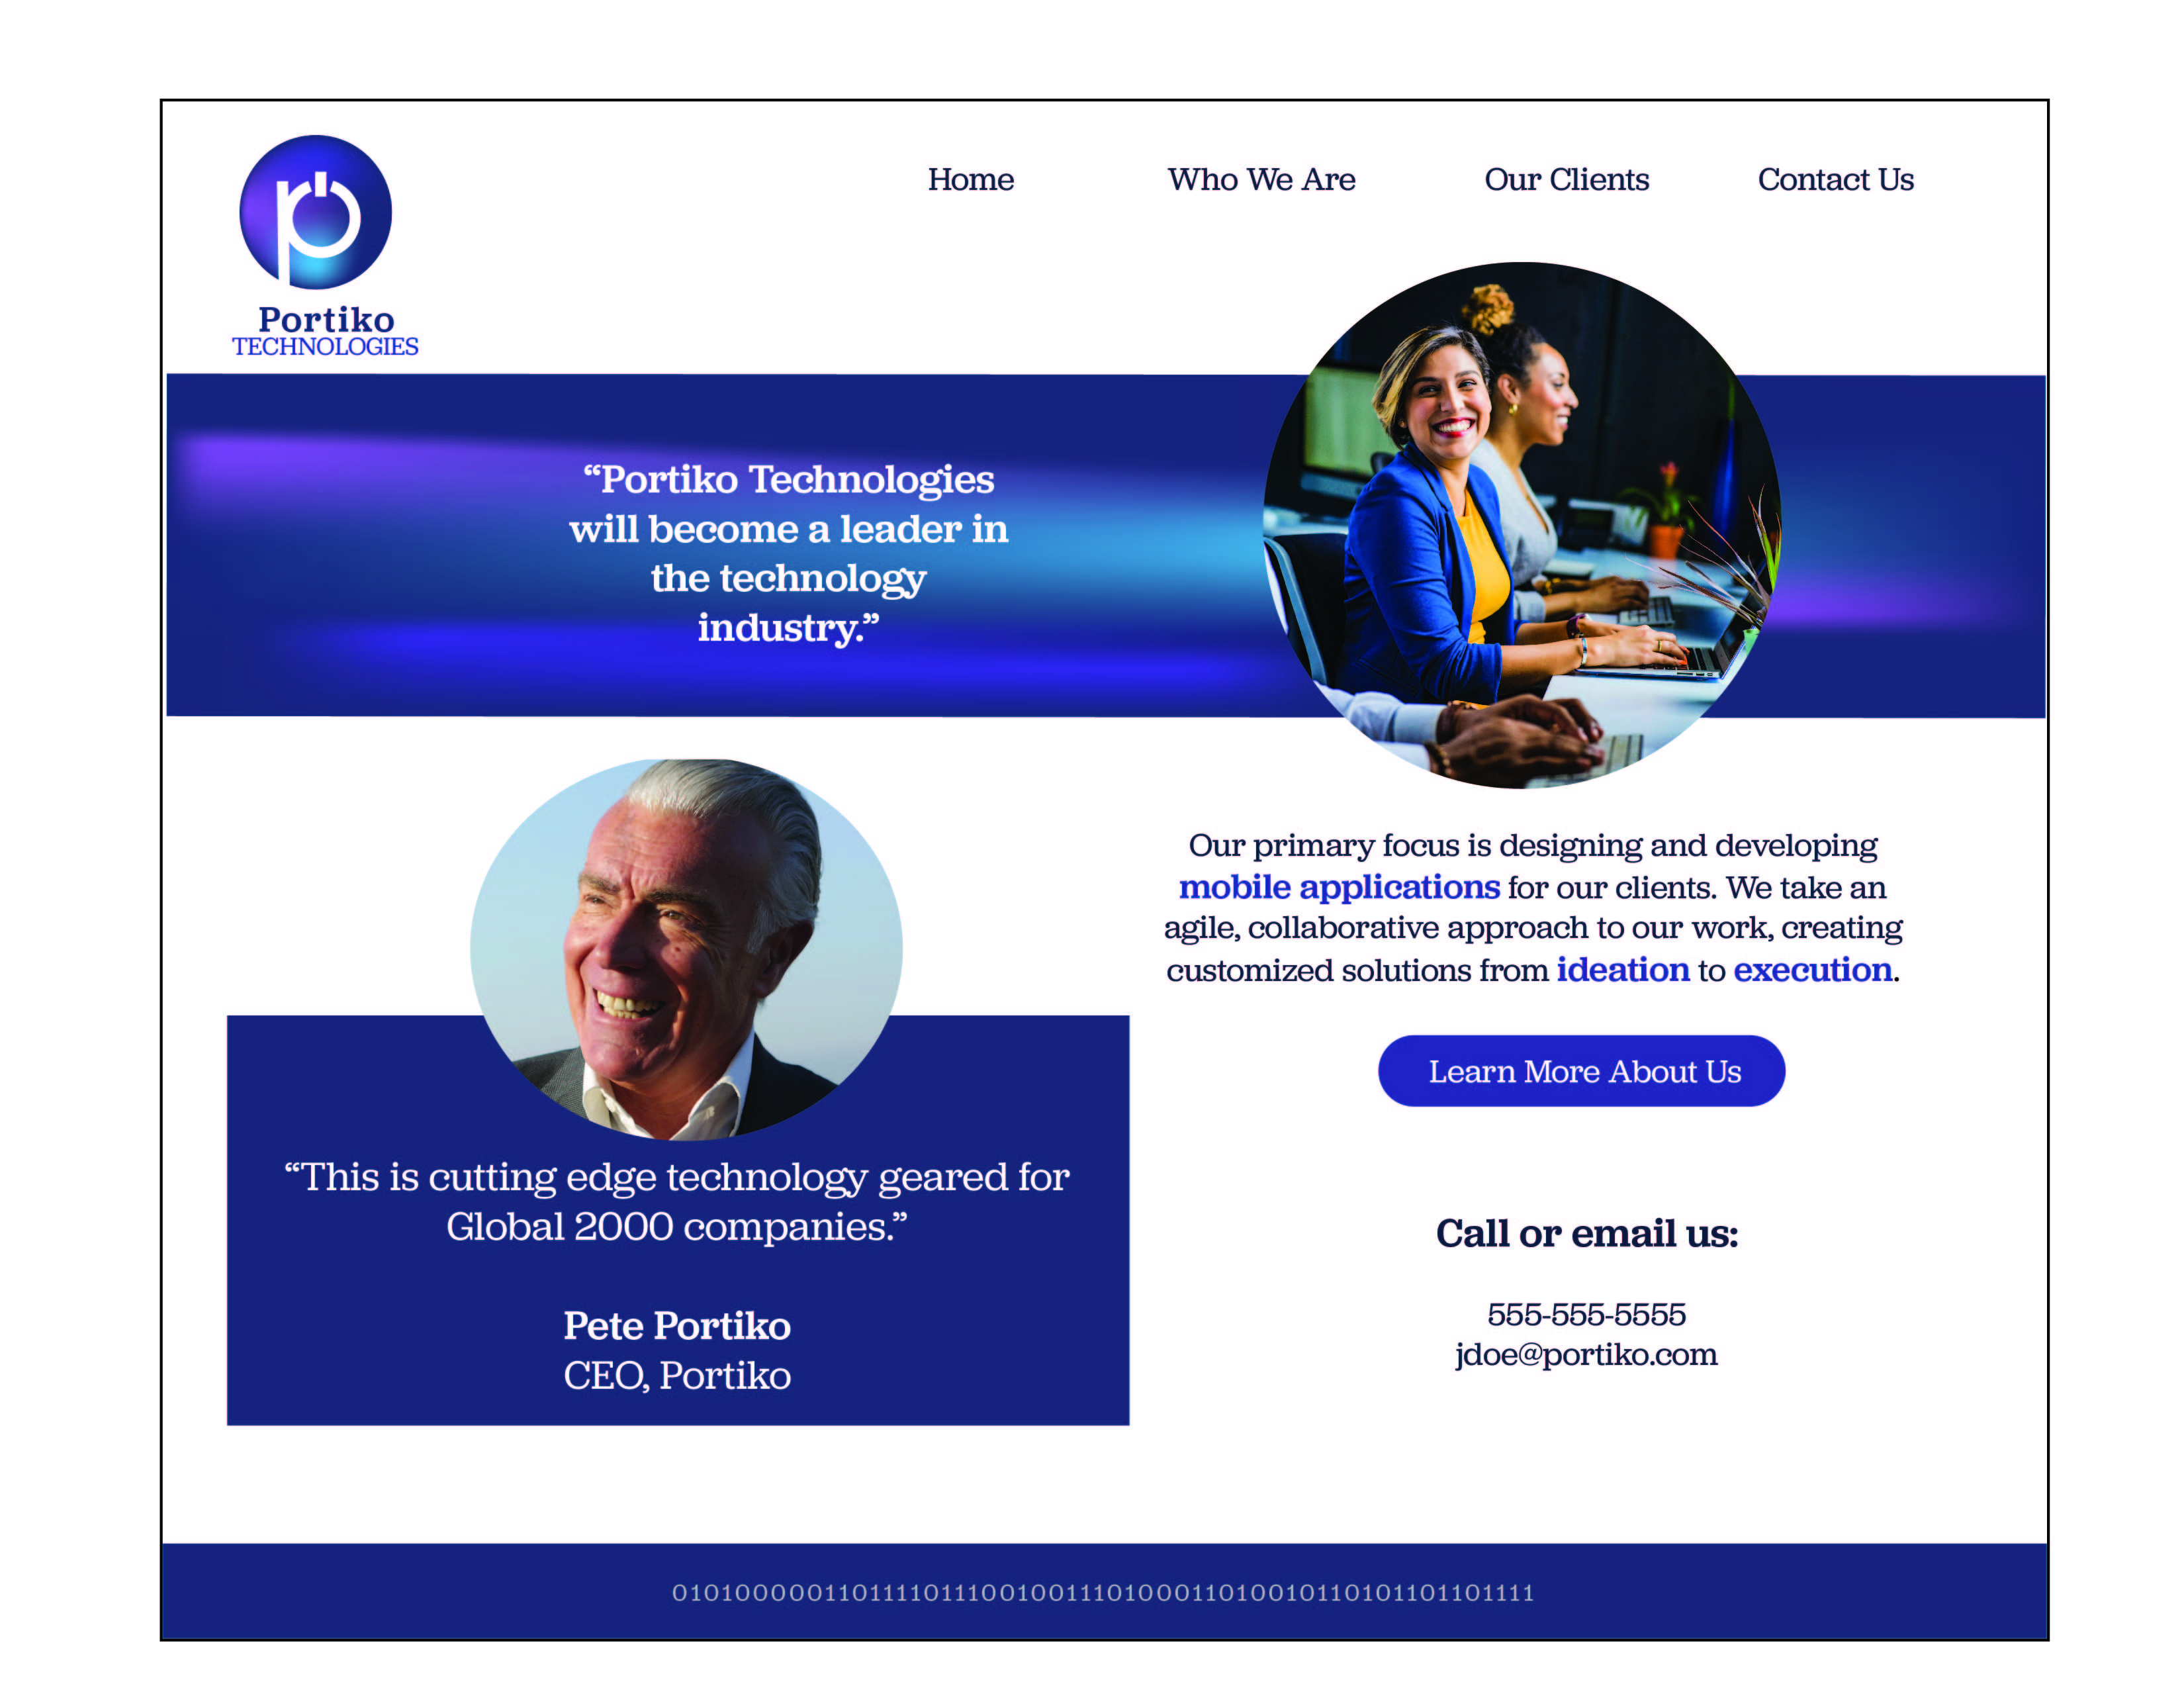 Portiko
TECHNOLOGIES
Home
Who We Are
Our Clients
Contact Us
“Portiko Technologies
will become a leader in
the technology
industry.”
Our primary focus is designing and developing
mobile applications for our clients. We take an
agile, collaborative approach to our work, creating
customized solutions from ideation to execution.
Learn More About Us
“This is cutting edge technology geared for
Global 2000 companies.”
Pete Portiko
CEO, Portiko
Call or email us:
555-555-5555
jdoe@portiko.com
01010000011011110111001001110100011010010110101101101111